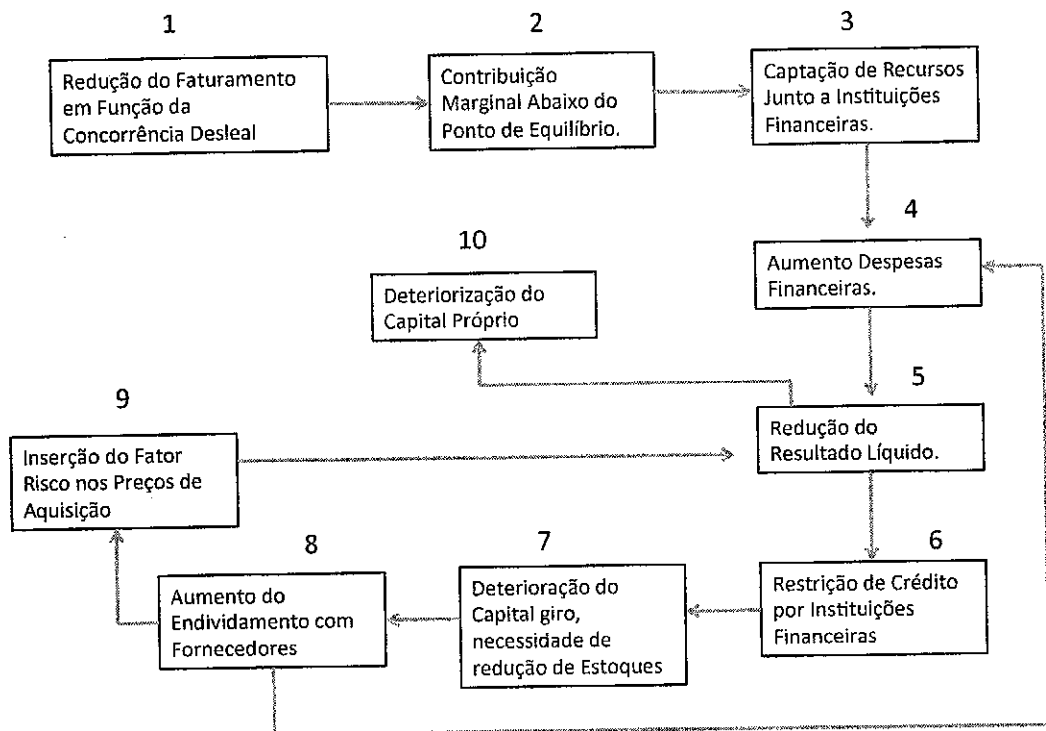 1
Redução do Faturamento
em Função da
Concorrência Desleal
2
Contribuição
Marginal Abaixo do
Ponto de Equilíbrio.
3
Captação de Recursos
Junto a Instituições
Financeiras.
4
Aumento Despesas
Financeiras.
10
Deteriorização do
Capital Próprio
5
Redução do
Resultado Líquido.
9
Inserção do Fator
Risco nos Preços de
Aquisição
8
Aumento do
Endividamento com
Fornecedores
7
Deterioração do
Capital giro,
necessidade de
redução de Estoques
6
Restrição de Crédito
por Instituições
Financeiras